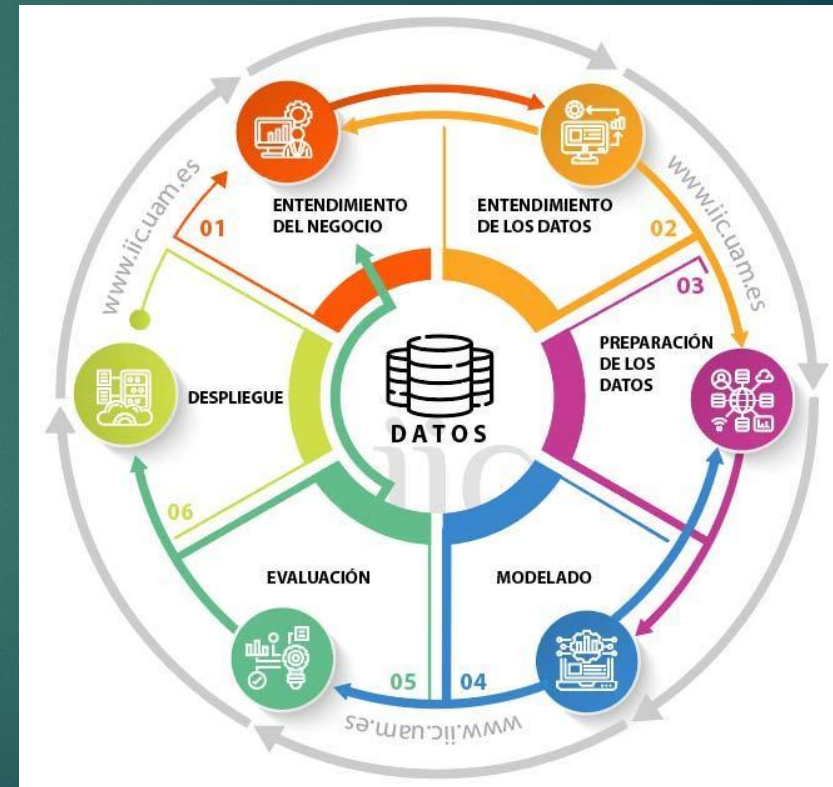 01
ENTENDIMIENTO
DEL NEGOCIO
ENTENDIMIENTO
DE LOS DATOS
02
03
PREPARACIÓN
DE LOS
DATOS
MODELADO
04
05
EVALUACIÓN
06
DESPLIEGUE
DATOS
iic
www.iic.uam.es
www.iic.uam.es
www.iic.uam.es